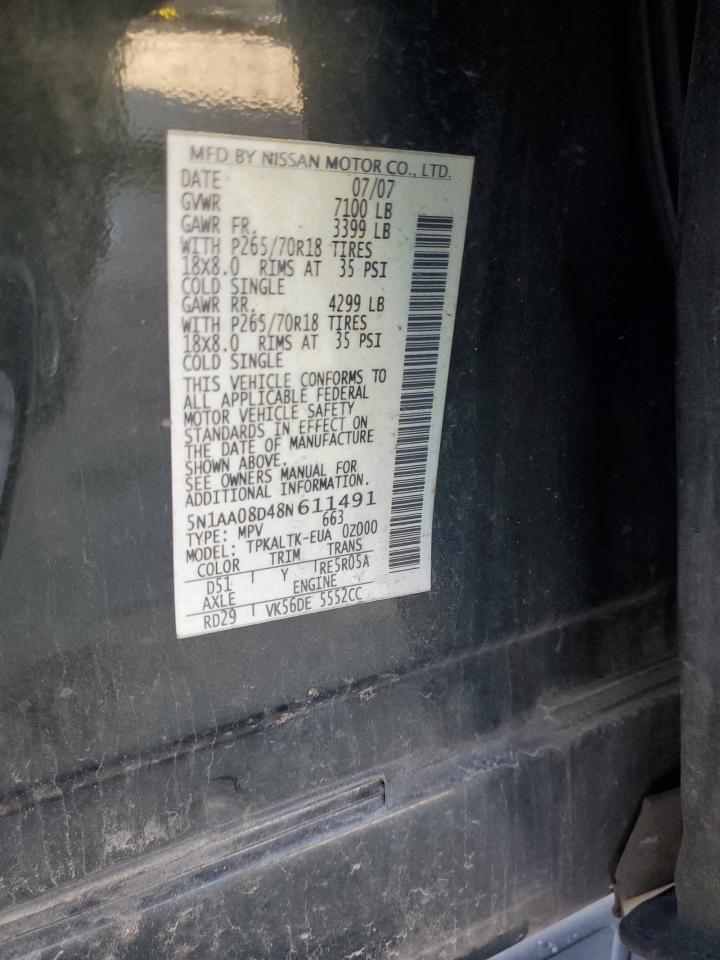 MFD BY NISSAN MOTOR CO., LTD.
DATE 07/07
GVWR 7100 LB
GAWR FR. 3399 LB
WITH P265/70R18 TIRES
18X8.0 RIMS AT 35 PSI
COLD SINGLE
GAWR RR. 4299 LB
WITH P265/70R18 TIRES
18X8.0 RIMS AT 35 PSI
COLD SINGLE
THIS VEHICLE CONFORMS TO
ALL APPLICABLE FEDERAL
MOTOR VEHICLE SAFETY
STANDARDS IN EFFECT ON
THE DATE OF MANUFACTURE
SHOWN ABOVE.
SEE OWNERS MANUAL FOR
ADDITIONAL INFORMATION.
5N1AA08D48N611491
TYPE: MPV 663
MODEL: TPKALTK-EUA 0Z000
COLOR TRIM TRANS
D51 Y RE5R05A
AXLE ENGINE
RD29 VK56DE 5552CC